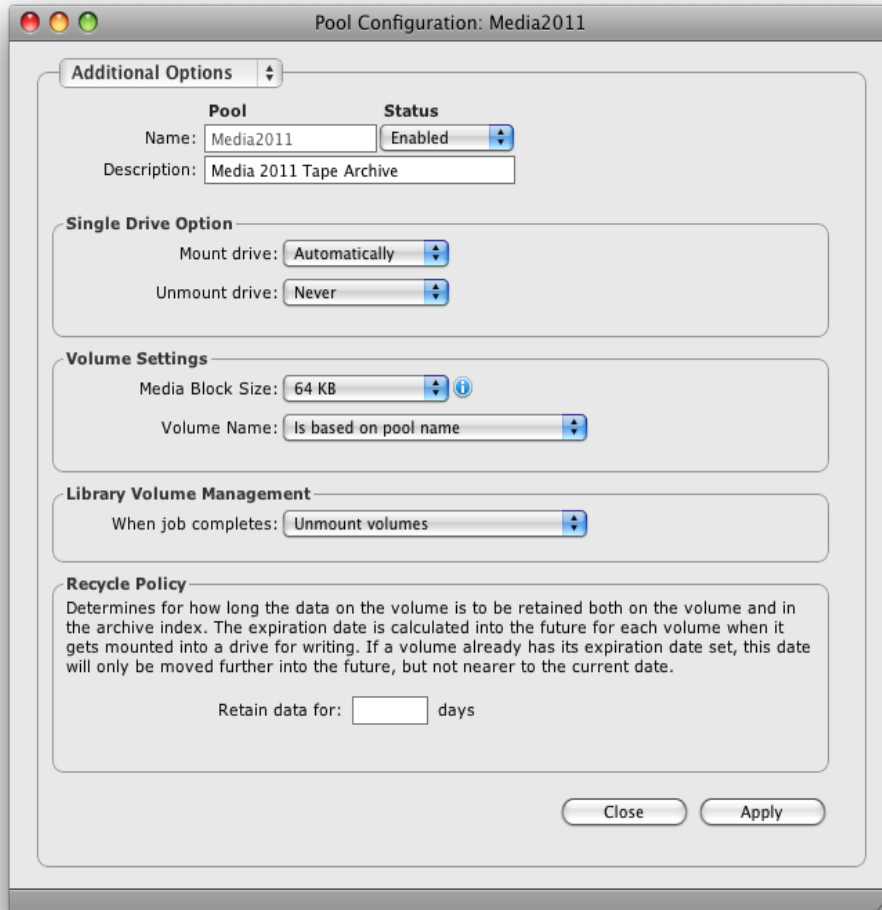 Pool Configuration: Media2011
Additional Options
Pool Status
Name: Media2011 Enabled
Description: Media 2011 Tape Archive
Single Drive Option
Mount drive: Automatically
Unmount drive: Never
Volume Settings
Media Block Size: 64 KB
Volume Name: Is based on pool name
Library Volume Management
When job completes: Unmount volumes
Recycle Policy
Determines for how long the data on the volume is to be retained both on the volume and in
the archive index. The expiration date is calculated into the future for each volume when it
gets mounted into a drive for writing. If a volume already has its expiration date set, this date
will only be moved further into the future, but not nearer to the current date.
Retain data for: days
Close Apply